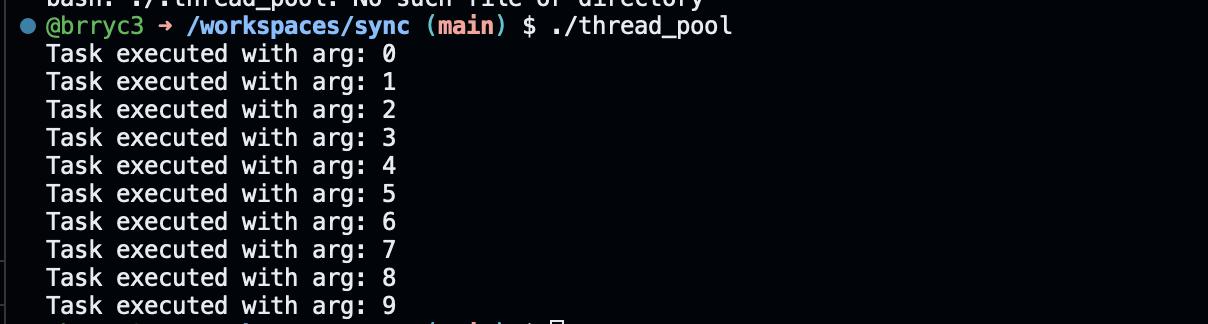 bash: ./.thread_pool: No such file or directory
@brryc3 ➜ /workspaces/sync (main) $ ./thread_pool
Task executed with arg: 0
Task executed with arg: 1
Task executed with arg: 2
Task executed with arg: 3
Task executed with arg: 4
Task executed with arg: 5
Task executed with arg: 6
Task executed with arg: 7
Task executed with arg: 8
Task executed with arg: 9